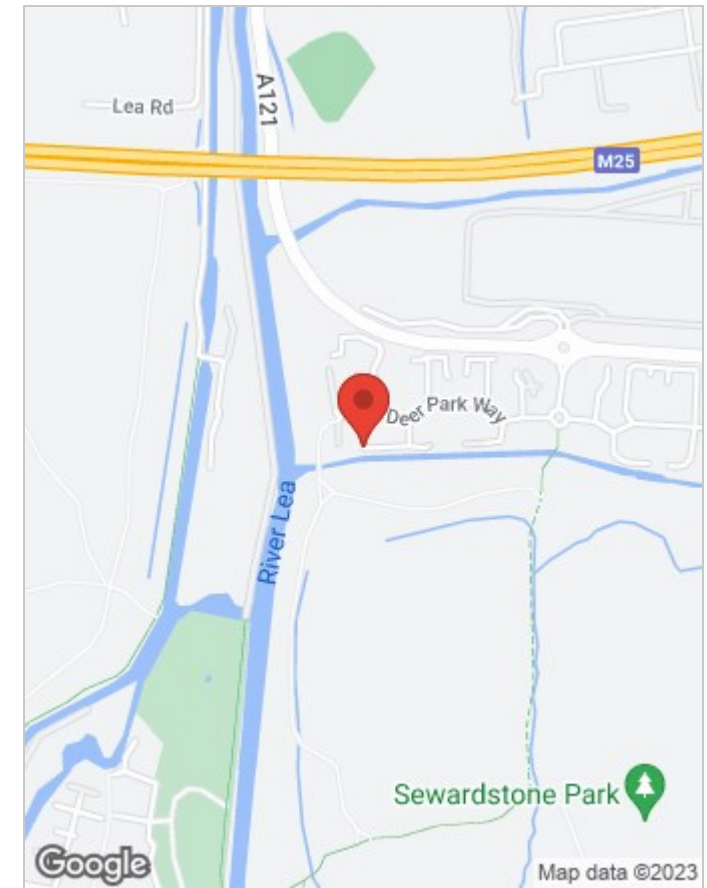 A121
Lea Rd
M25
Deer Park Way
River Lea
Sewardstone Park
Google
Map data ©2023